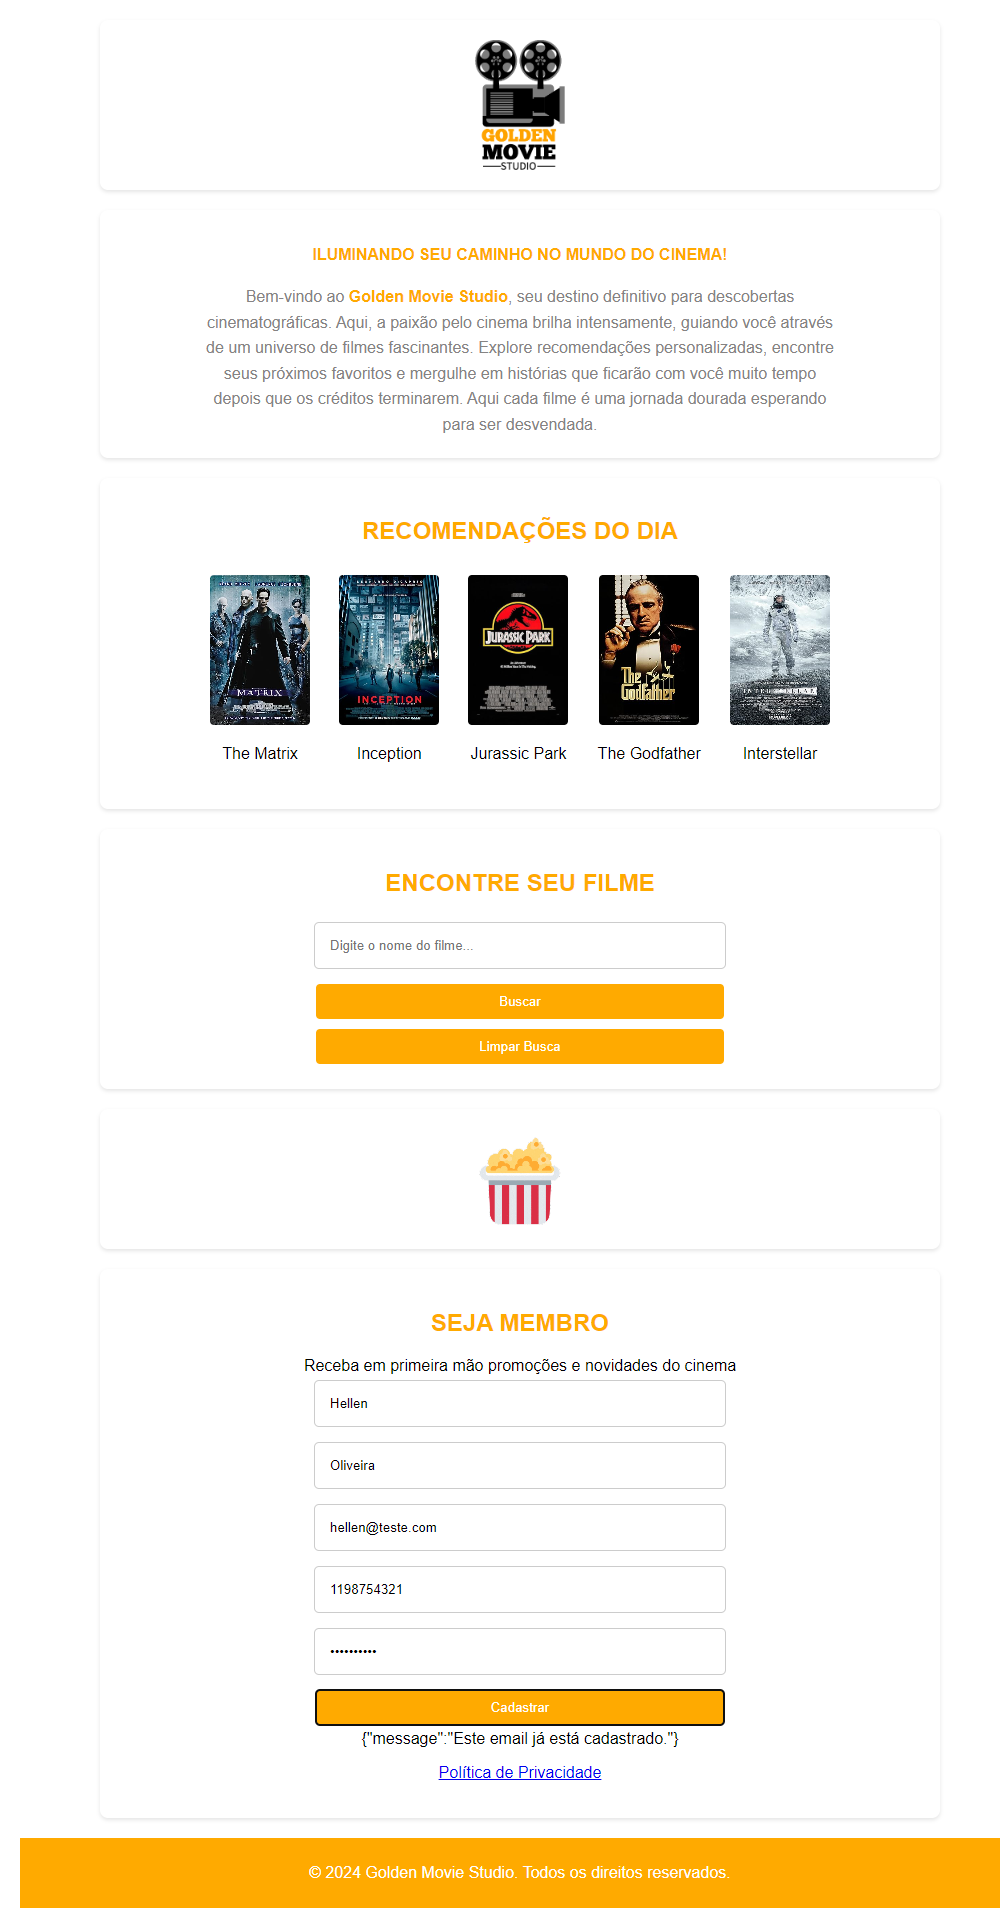 GOLDEN
MOVIE
STUDIO
ILUMINANDO SEU CAMINHO NO MUNDO DO CINEMA!
Bem-vindo ao Golden Movie Studio, seu destino definitivo para descobertas
cinematográficas. Aqui, a paixão pelo cinema brilha intensamente, guiando você através
de um universo de filmes fascinantes. Explore recomendações personalizadas, encontre
seus próximos favoritos e mergulhe em histórias que ficarão com você muito tempo
depois que os créditos terminarem. Aqui cada filme é uma jornada dourada esperando
para ser desvendada.
RECOMENDAÇÕES DO DIA
MATRIX
INCEPTION
JURASSIC PARK
The
Godfather
INTERSTELLAR
The Matrix
Inception
Jurassic Park
The Godfather
Interstellar
ENCONTRE SEU FILME
Digite o nome do filme...
Buscar
Limpar Busca
SEJA MEMBRO
Receba em primeira mão promoções e novidades do cinema
Hellen
Oliveira
hellen@teste.com
1198754321
••••••••••
Cadastrar
{"message":"Este email já está cadastrado."}
Política de Privacidade
© 2024 Golden Movie Studio. Todos os direitos reservados.